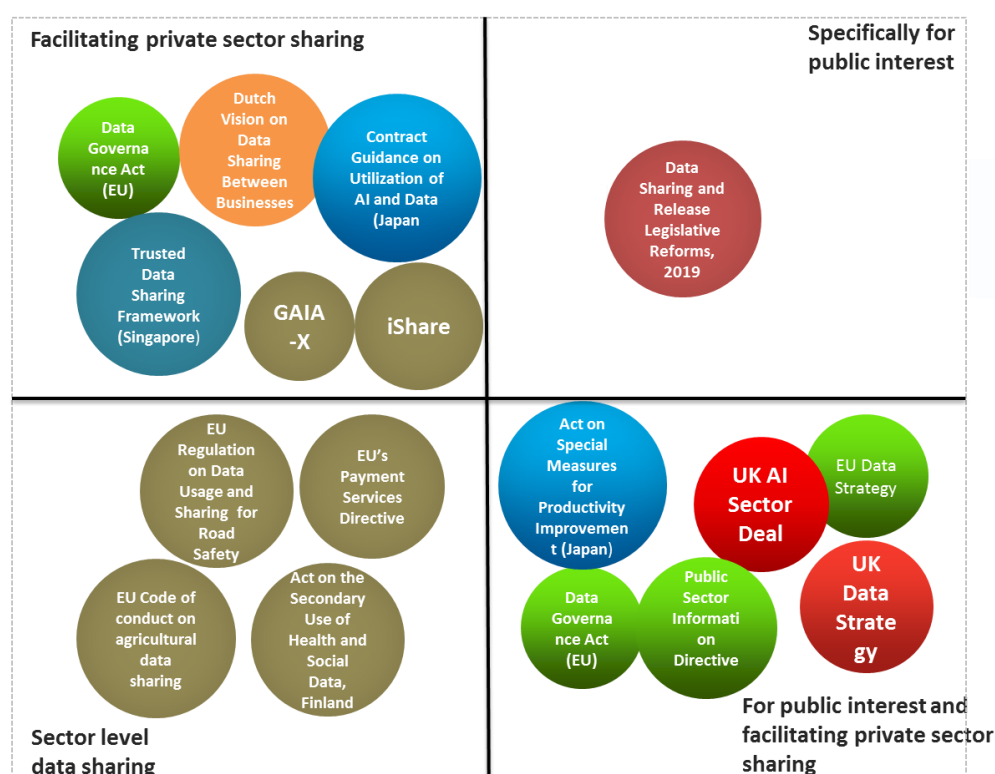 Facilitating private sector sharing
Specifically for
public interest
Data
Governa
nce Act
(EU)
Dutch
Vision on
Data
Sharing
Between
Businesses
Contract
Guidance on
Utilization of
AI and Data
(Japan
Trusted
Data
Sharing
Framework
(Singapore)
GAIA
-X
iShare
Data
Sharing and
Release
Legislative
Reforms,
2019
EU
Regulation
on Data
Usage and
Sharing for
Road
Safety
EU's
Payment
Services
Directive
EU Code of
conduct on
agricultural
data
sharing
Act on the
Secondary
Use of
Health and
Social
Data,
Finland
Sector level
data sharing
Act on
Special
Measures
for
Productivity
Improvemen
t (Japan)
UK AI
Sector
Deal
EU Data
Strategy
Data
Governa
nce Act
(EU)
Public
Sector
Informati
on
Directive
UK
Data
Strate
gy
For public interest and
facilitating private sector
sharing